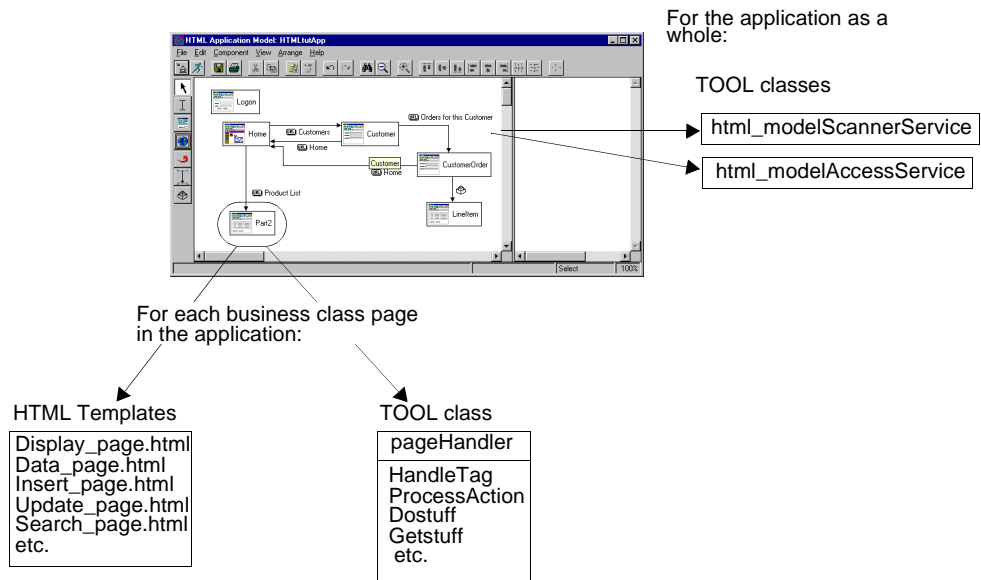 For the application as a
whole:
HTML Application Model: HTMLtutApp
File Edit Component View Arrange Help
TOOL classes
Logon
Orders for this Customer
html_modelScannerService
Home
Customers
Customer
Home
Customer
Home
CustomerOrder
html_modelAccessService
Product List
Part2
LineItem
Select
100%
For each business class page
in the application:
HTML Templates
Display_page.html
Data_page.html
Insert_page.html
Update_page.html
Search_page.html
etc.
TOOL class
pageHandler
HandleTag
ProcessAction
Dostuff
Getstuff
etc.